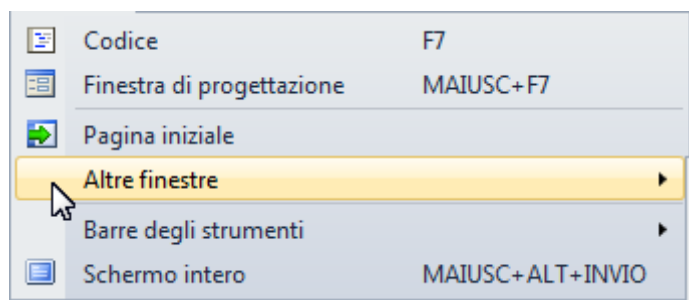 Codice F7
Finestra di progettazione MAIUSC+F7
Pagina iniziale
Altre finestre
Barre degli strumenti
Schermo intero MAIUSC+ALT+INVIO